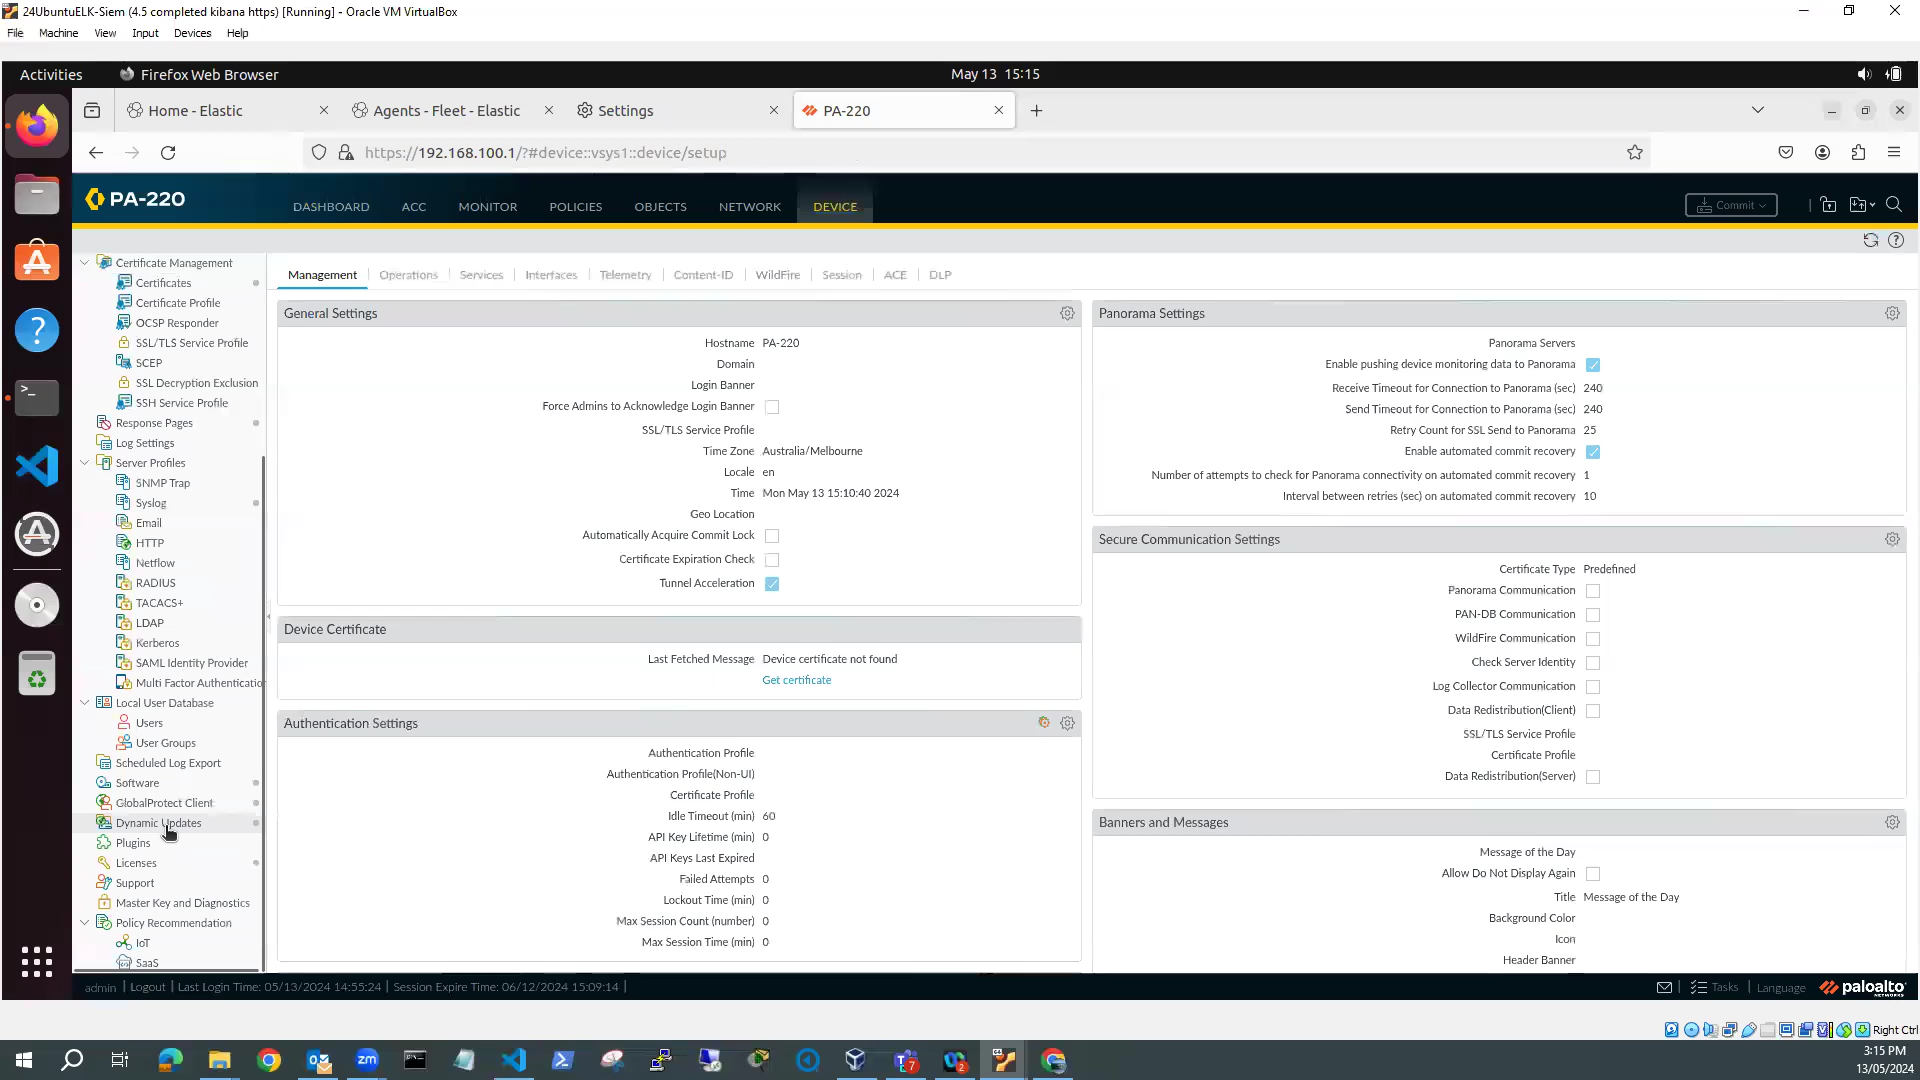 24UbuntuELK-Siem (4.5 completed kibana https) [Running] - Oracle VM VirtualBox
File Machine View Input Devices Help
Activities Firefox Web Browser May 13 15:15
Home - Elastic Agents - Fleet - Elastic Settings PA-220
https://192.168.100.1/?#device::vsys1::device/setup
PA-220 DASHBOARD ACC MONITOR POLICIES OBJECTS NETWORK DEVICE Commit
Certificate Management
Certificates
Certificate Profile
OCSP Responder
SSL/TLS Service Profile
SCEP
SSL Decryption Exclusion
SSH Service Profile
Response Pages
Log Settings
Server Profiles
SNMP Trap
Syslog
Email
HTTP
Netflow
RADIUS
TACACS+
LDAP
Kerberos
SAML Identity Provider
Multi Factor Authentication
Local User Database
Users
User Groups
Scheduled Log Export
Software
GlobalProtect Client
Dynamic Updates
Plugins
Licenses
Support
Master Key and Diagnostics
Policy Recommendation
IoT
SaaS
Management Operations Services Interfaces Telemetry Content-ID WildFire Session ACE DLP
General Settings
Hostname PA-220
Domain
Login Banner
Force Admins to Acknowledge Login Banner
SSL/TLS Service Profile
Time Zone Australia/Melbourne
Locale en
Time Mon May 13 15:10:40 2024
Geo Location
Automatically Acquire Commit Lock
Certificate Expiration Check
Tunnel Acceleration
Device Certificate
Last Fetched Message Device certificate not found
Get certificate
Authentication Settings
Authentication Profile
Authentication Profile(Non-UI)
Certificate Profile
Idle Timeout (min) 60
API Key Lifetime (min) 0
API Keys Last Expired
Failed Attempts 0
Lockout Time (min) 0
Max Session Count (number) 0
Max Session Time (min) 0
Panorama Settings
Panorama Servers
Enable pushing device monitoring data to Panorama
Receive Timeout for Connection to Panorama (sec) 240
Send Timeout for Connection to Panorama (sec) 240
Retry Count for SSL Send to Panorama 25
Enable automated commit recovery
Number of attempts to check for Panorama connectivity on automated commit recovery 1
Interval between retries (sec) on automated commit recovery 10
Secure Communication Settings
Certificate Type Predefined
Panorama Communication
PAN-DB Communication
WildFire Communication
Check Server Identity
Log Collector Communication
Data Redistribution(Client)
SSL/TLS Service Profile
Certificate Profile
Data Redistribution(Server)
Banners and Messages
Message of the Day
Allow Do Not Display Again
Title Message of the Day
Background Color
Icon
Header Banner
admin | Logout | Last Login Time: 05/13/2024 14:55:24 | Session Expire Time: 06/12/2024 15:09:14 |
Tasks | Language paloalto NETWORKS
Right Ctrl
zm 7 2
3:15 PM
13/05/2024